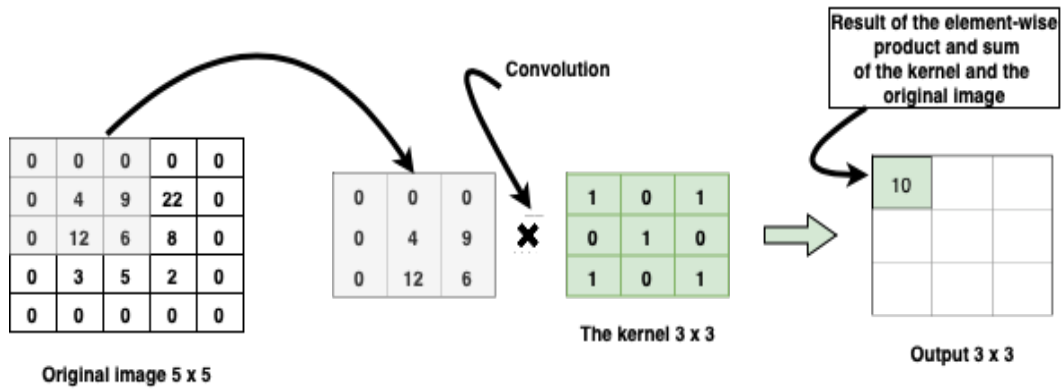 Result of the element-wise
product and sum
of the kernel and the
original image
Convolution
0 0 0 0 0
0 4 9 22 0
0 12 6 8 0
0 3 5 2 0
0 0 0 0 0
0 0 0
0 4 9
0 12 6
1 0 1
0 1 0
1 0 1
10
The kernel 3 x 3
Output 3 x 3
Original image 5 x 5